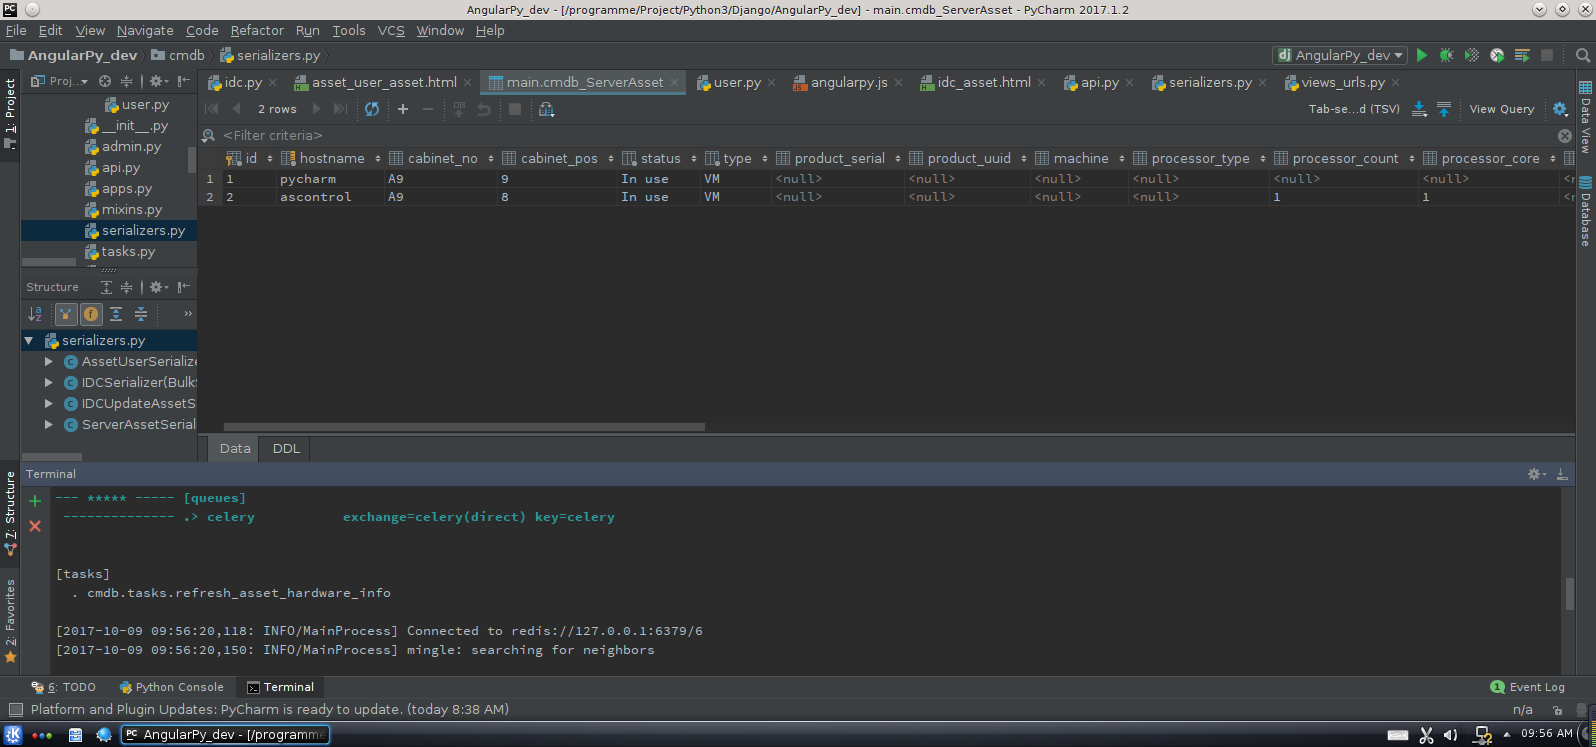 AngularPy_dev - [/programme/Project/Python3/Django/AngularPy_dev] - main.cmdb_ServerAsset - PyCharm 2017.1.2
File Edit View Navigate Code Refactor Run Tools VCS Window Help
AngularPy_dev cmdb serializers.py AngularPy_dev
1: Project
Proj...
idc.py asset_user_asset.html main.cmdb_ServerAsset user.py angularpy.js idc_asset.html api.py serializers.py views_urls.py
2 rows Tab-se...d (TSV) View Query
<Filter criteria>
id hostname cabinet_no cabinet_pos status type product_serial product_uuid machine processor_type processor_count processor_core
1 1 pycharm A9 9 In use VM <null> <null> <null> <null> <null> <null>
2 2 ascontrol A9 8 In use VM <null> <null> <null> <null> 1 1
user.py
__init__.py
admin.py
api.py
apps.py
mixins.py
serializers.py
tasks.py
Structure
serializers.py
AssetUserSerialize
IDCSerializer(Bulk
IDCUpdateAssetS
ServerAssetSerial
Data DDL
Data View
Database
7: Structure
2: Favorites
Terminal
--- ***** ----- [queues]
-------------- .> celery exchange=celery(direct) key=celery
[tasks]
. cmdb.tasks.refresh_asset_hardware_info
[2017-10-09 09:56:20,118: INFO/MainProcess] Connected to redis://127.0.0.1:6379/6
[2017-10-09 09:56:20,150: INFO/MainProcess] mingle: searching for neighbors
6: TODO Python Console Terminal 1 Event Log
Platform and Plugin Updates: PyCharm is ready to update. (today 8:38 AM) n/a
AngularPy_dev - [/programme 09:56 AM